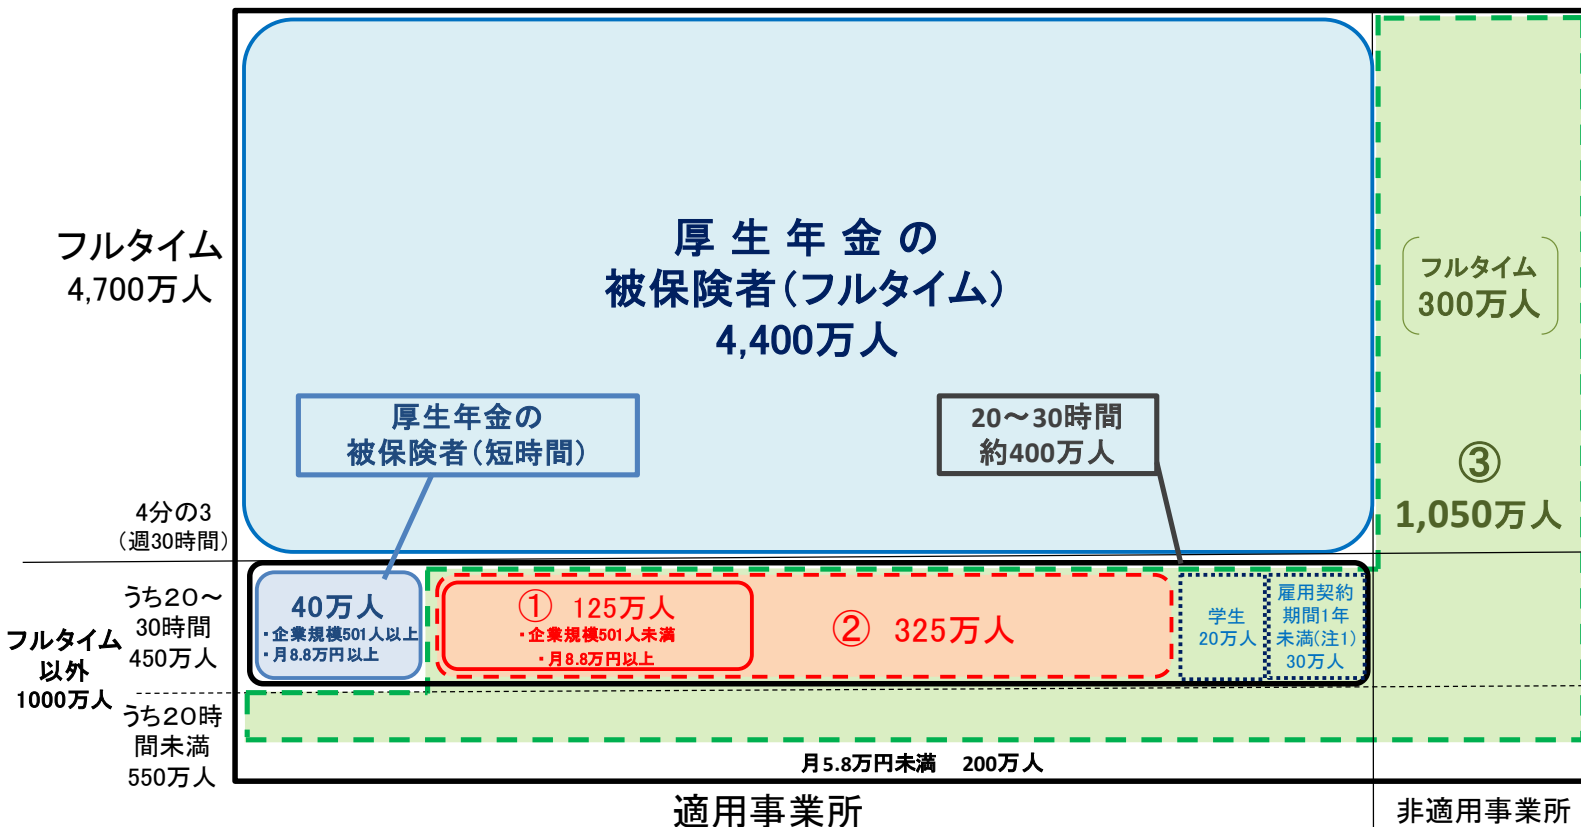 フルタイム
4,700万人
厚生年金の
被保険者(フルタイム)
4,400万人
フルタイム
300万人
厚生年金の
被保険者(短時間)
20～30時間
約400万人
③
1,050万人
4分の3
(週30時間)
フルタイム
以外
1000万人
うち20～
30時間
450万人
40万人
・企業規模501人以上
・月8.8万円以上
① 125万人
・企業規模501人未満
・月8.8万円以上
② 325万人
学生
20万人
雇用契約
期間1年
未満(注1)
30万人
うち20時
間未満
550万人
月5.8万円未満 200万人
適用事業所
非適用事業所